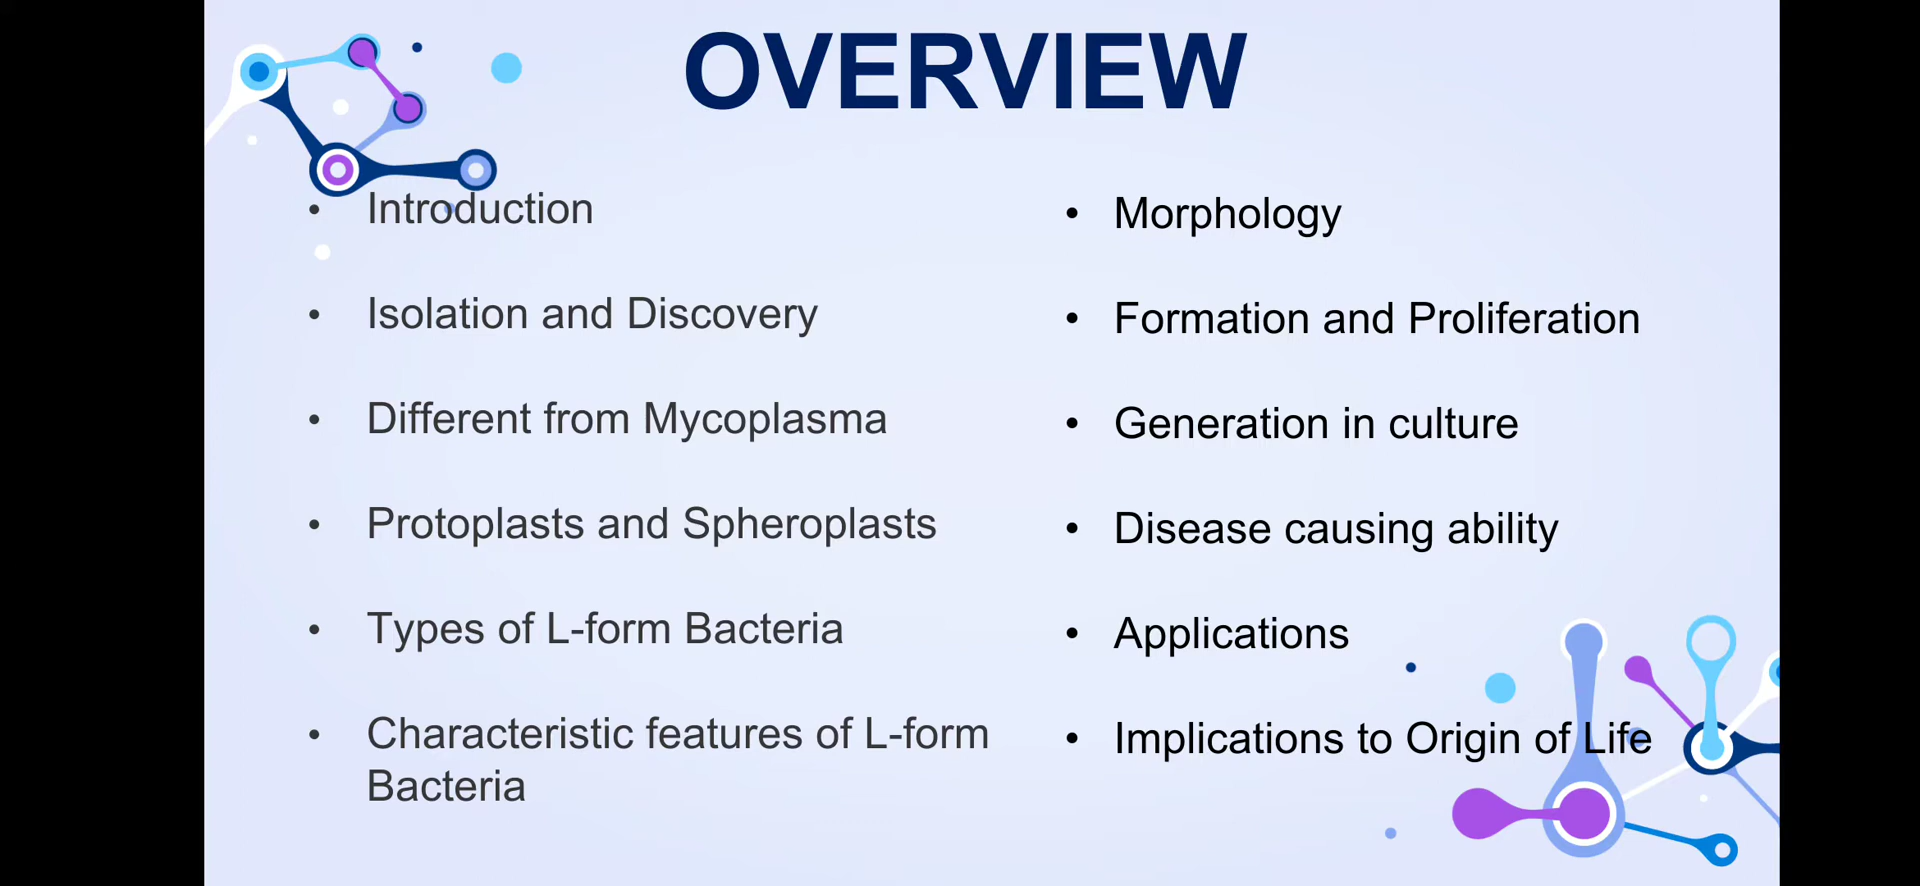 OVERVIEW
• Introduction
• Isolation and Discovery
• Different from Mycoplasma
• Protoplasts and Spheroplasts
• Types of L-form Bacteria
• Characteristic features of L-form
Bacteria
• Morphology
• Formation and Proliferation
• Generation in culture
• Disease causing ability
• Applications
• Implications to Origin of Life